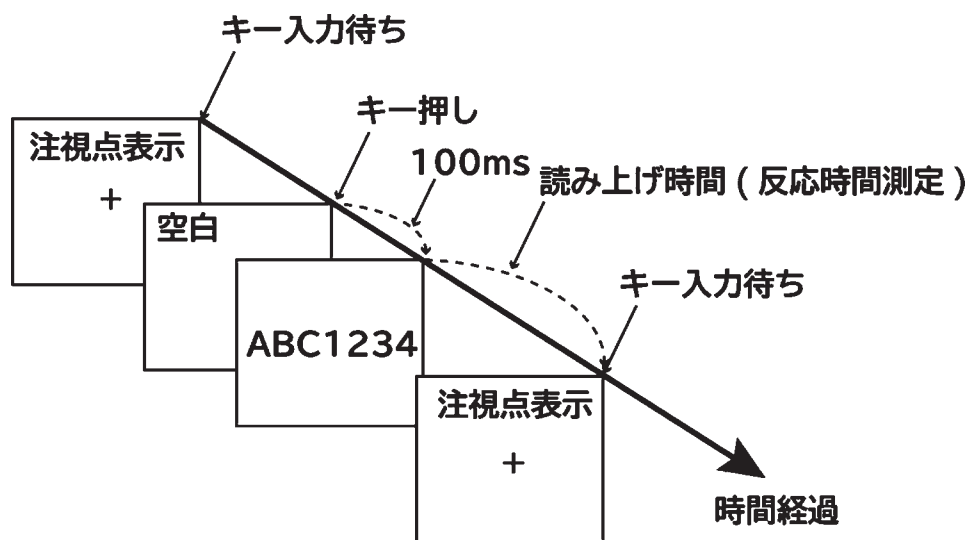 キー入力待ち
キー押し
100ms
読み上げ時間 ( 反応時間測定 )
注視点表示
+
空白
キー入力待ち
ABC1234
注視点表示
+
時間経過